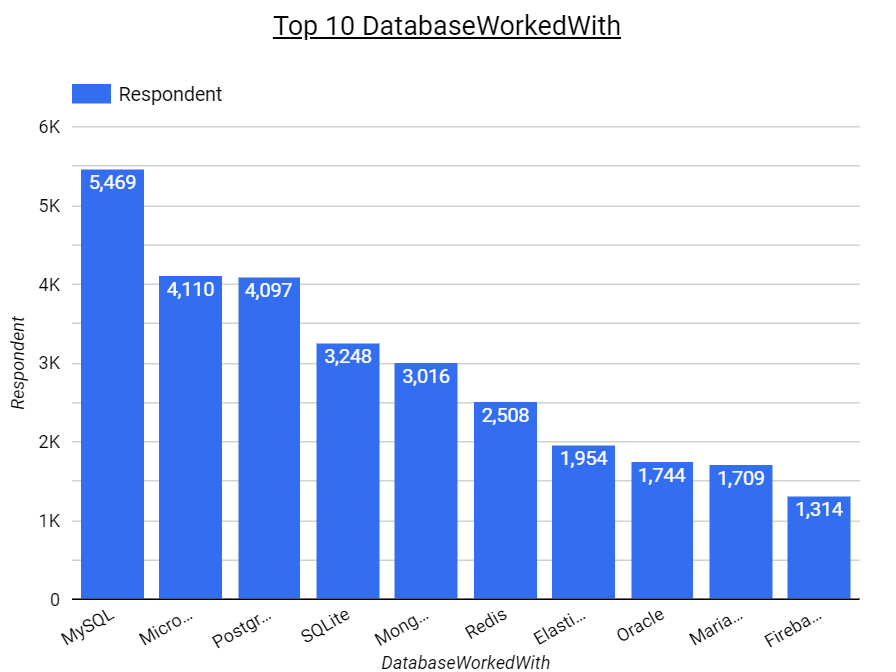 Top 10 DatabaseWorkedWith
Respondent
6K
5K
4K
3K
2K
1K
0
Respondent
5,469
4,110
4,097
3,248
3,016
2,508
1,954
1,744
1,709
1,314
MySQL
Micro...
Postgr...
SQLite
Mong...
Redis
Elasti...
Oracle
Maria...
Fireba...
DatabaseWorkedWith